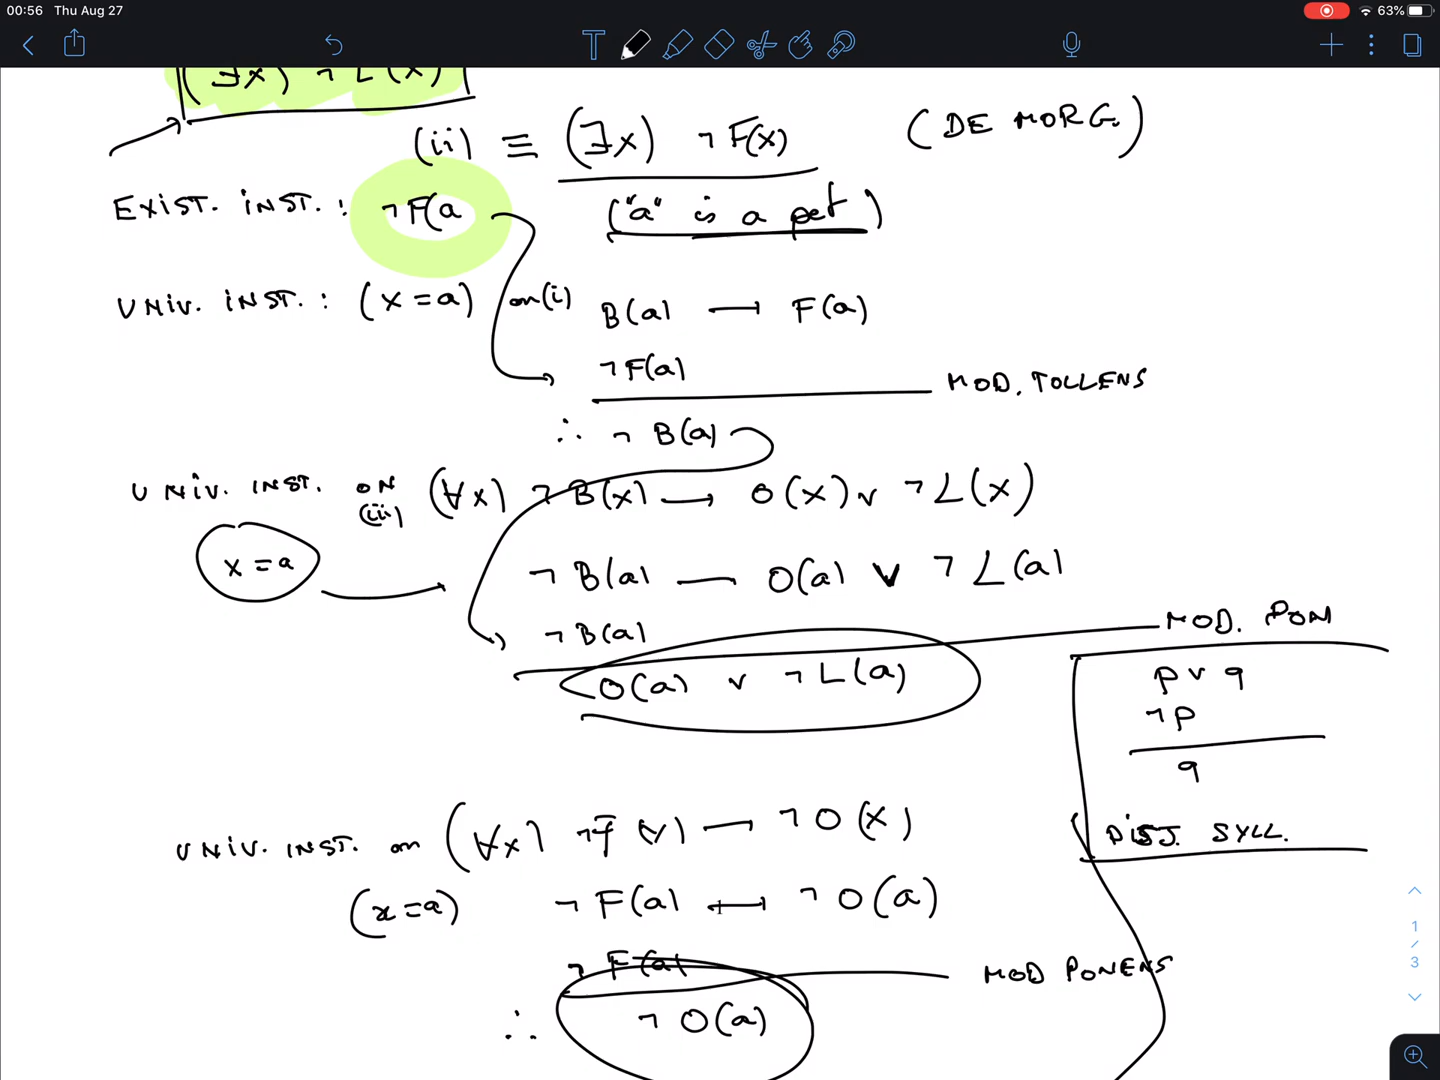 00:56 Thu Aug 27 63%
(∃x) ¬ L(x)
(ii) ≡ (∃x) ¬ F(x) (DE MORG.)
EXIST. INST.: ¬F(a ("a" is a pet)
UNIV. INST.: (x=a) on(i) B(a) → F(a)
¬F(a)
MOD. TOLLENS
∴ ¬ B(a)
UNIV. INST. ON (iii) (∀x) ¬ B(x) → O(x) ∨ ¬L(x)
x = a
¬ B(a) — O(a) ∨ ¬ L(a)
¬ B(a) MOD. PON
O(a) ∨ ¬ L(a)
p ∨ q
¬p
q
DISJ. SYLL.
UNIV. INST. on (∀x) ¬F(x) → ¬ O(x)
(x=a) ¬ F(a) → ¬ O(a)
¬ F(a) MOD PONENS
∴ ¬ O(a)
1
/
3